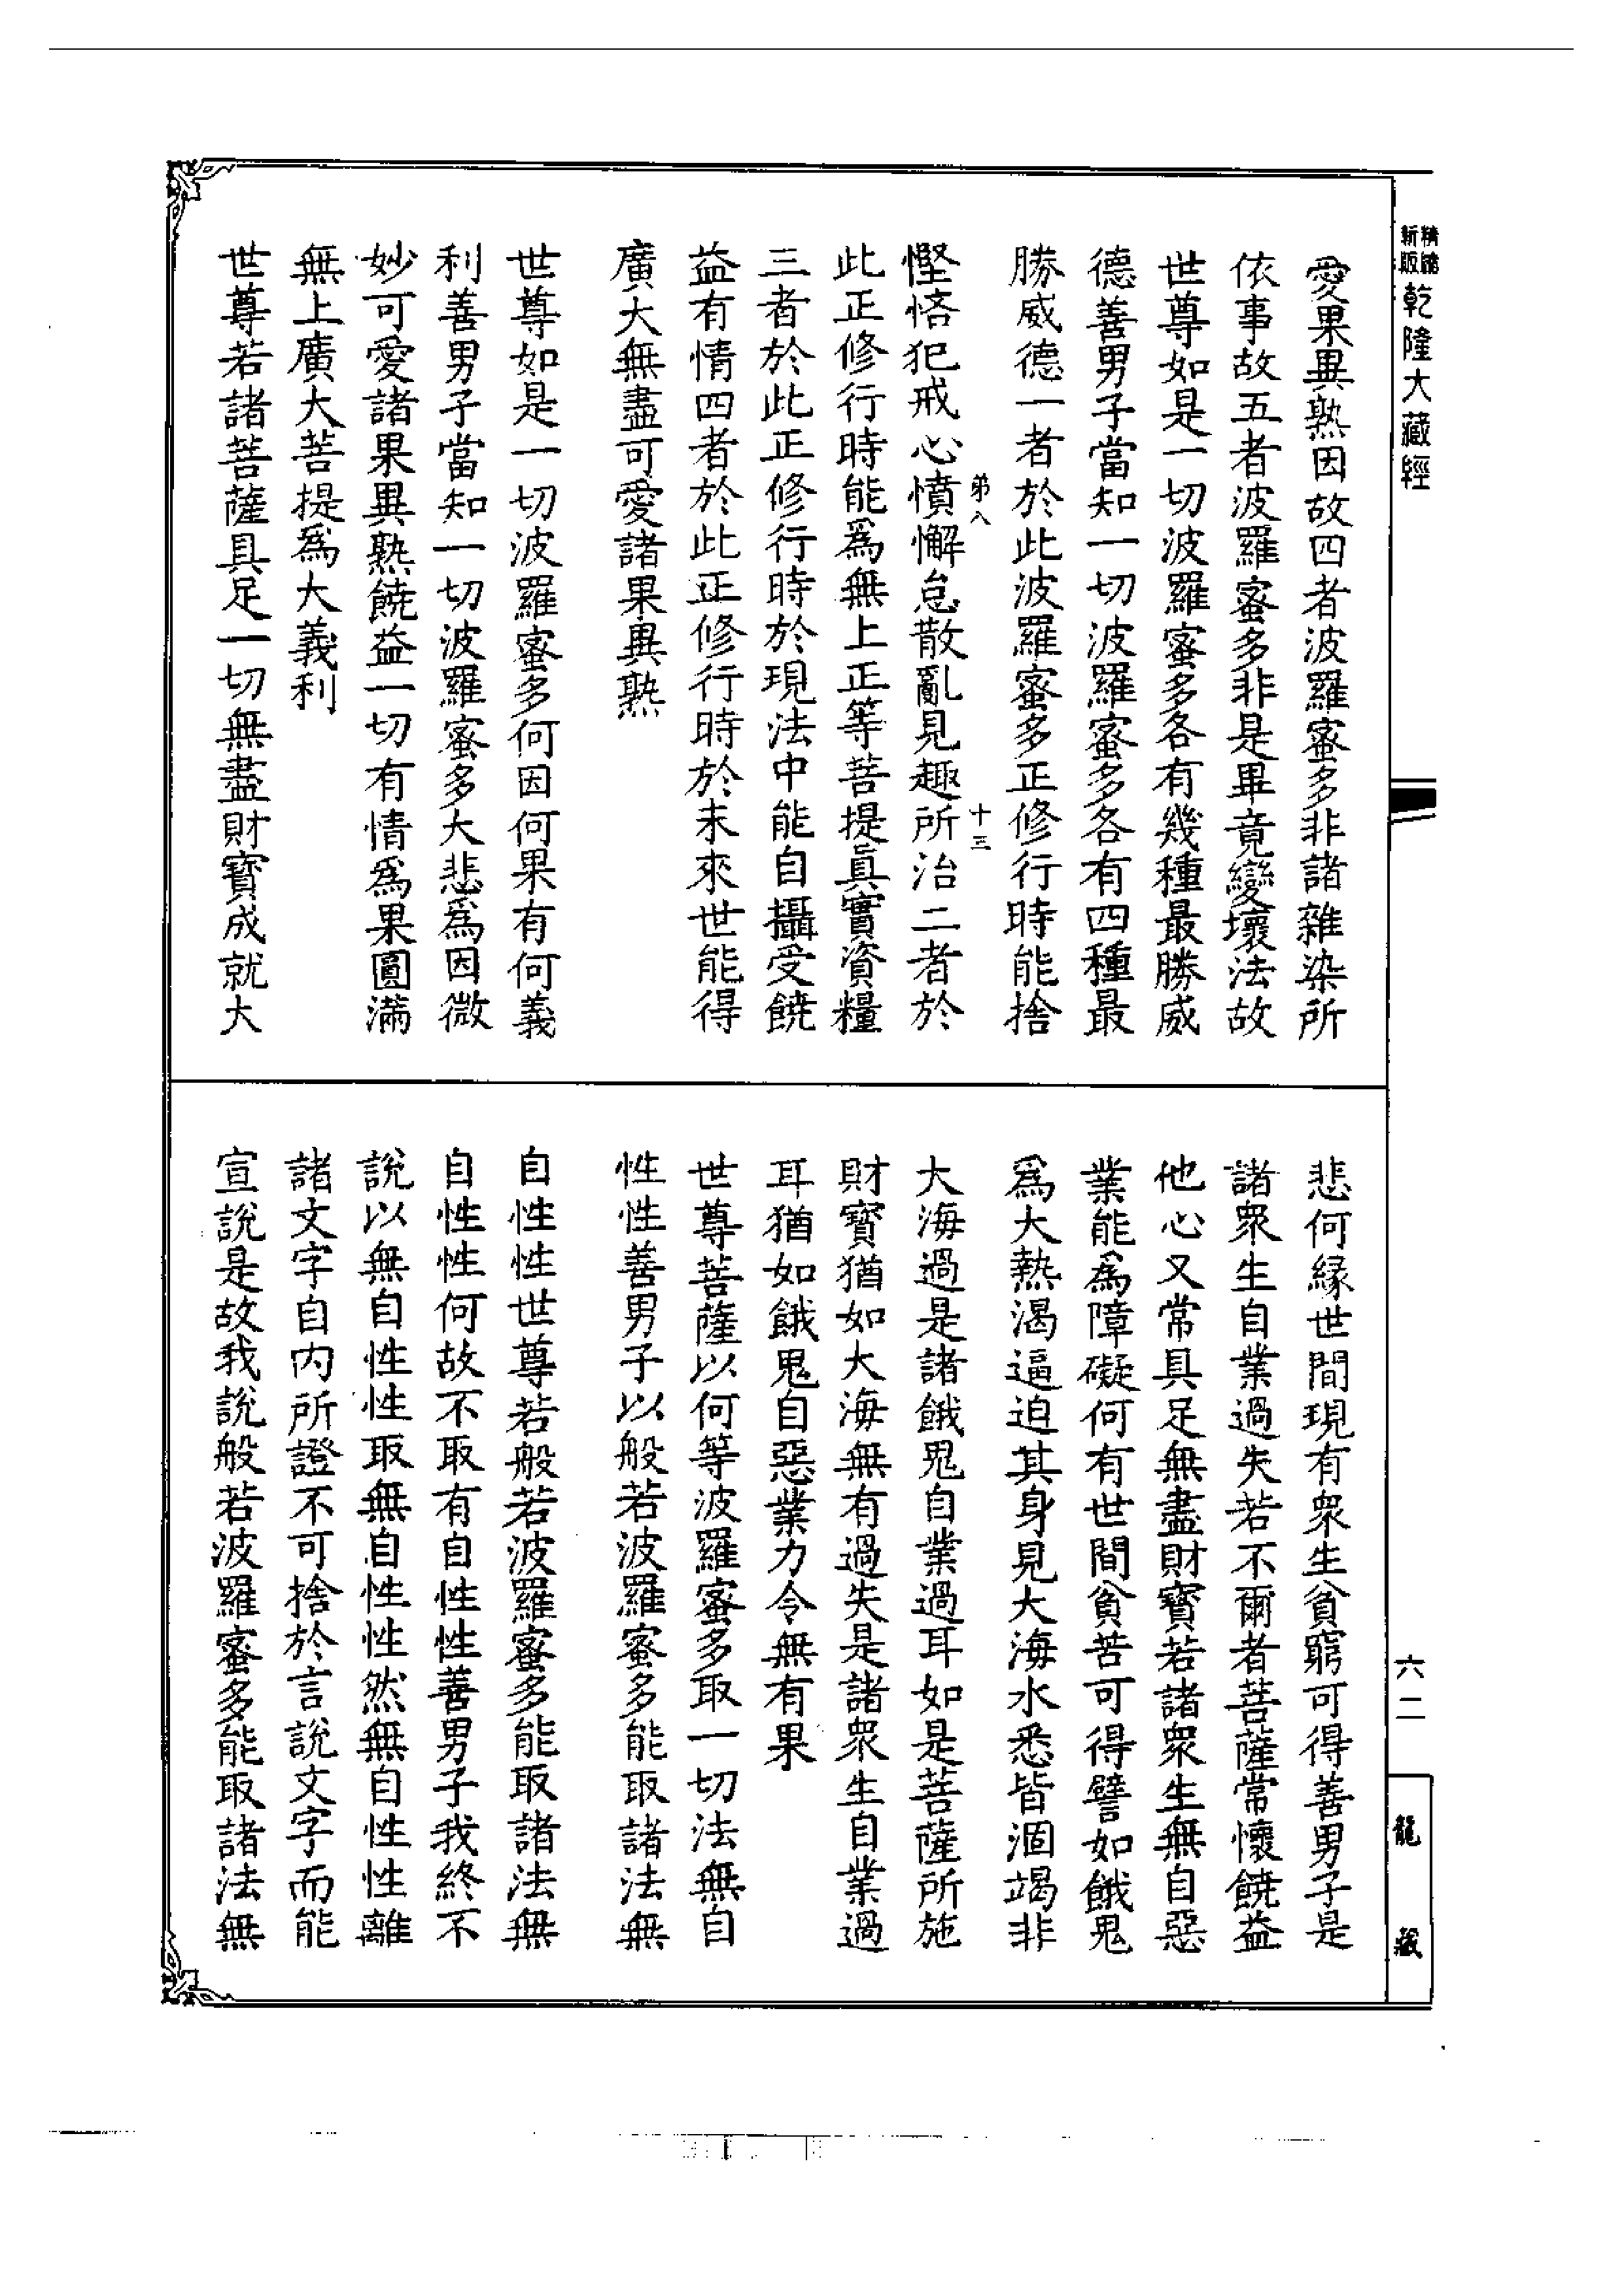 精縮
新版
乾隆大藏經
愛果異熟因故四者波羅蜜多非諸雜染所
依事故五者波羅蜜多非是畢竟變壞法故
世尊如是一切波羅蜜多各有幾種最勝威
德善男子當知一切波羅蜜多各有四種最
勝威德一者於此波羅蜜多正修行時能捨
第八
十三
慳悋犯戒心憤懈怠散亂見趣所治二者於
此正修行時能爲無上正等菩提眞實資糧
三者於此正修行時於現法中能自攝受饒
益有情四者於此正修行時於未來世能得
廣大無盡可愛諸果異熟
世尊如是一切波羅蜜多何因何果有何義
利善男子當知一切波羅蜜多大悲爲因微
妙可愛諸果異熟饒益一切有情爲果圓滿
無上廣大菩提爲大義利
世尊若諸菩薩具足一切無盡財寶成就大
悲何緣世間現有眾生貧窮可得善男子是
諸眾生自業過失若不爾者菩薩常懷饒益
他心又常具足無盡財寶若諸眾生無自惡
業能爲障礙何有世間貧苦可得譬如餓鬼
爲大熱渴逼迫其身見大海水悉皆涸竭非
大海過是諸餓鬼自業過耳如是菩薩所施
財寶猶如大海無有過失是諸眾生自業過
耳猶如餓鬼自惡業力令無有果
世尊菩薩以何等波羅蜜多取一切法無自
性性善男子以般若波羅蜜多能取諸法無
自性性世尊若般若波羅蜜多能取諸法無
自性性何故不取有自性性善男子我終不
說以無自性性取無自性性然無自性性離
諸文字自內所證不可捨於言說文字而能
宣說是故我說般若波羅蜜多能取諸法無
六二
龍藏